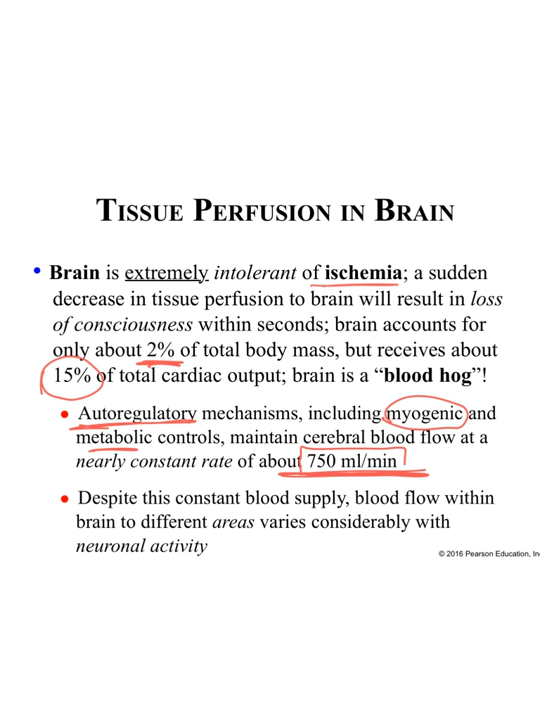 TISSUE PERFUSION IN BRAIN
• Brain is extremely intolerant of ischemia; a sudden
decrease in tissue perfusion to brain will result in loss
of consciousness within seconds; brain accounts for
only about 2% of total body mass, but receives about
15% of total cardiac output; brain is a “blood hog”!
• Autoregulatory mechanisms, including myogenic and
metabolic controls, maintain cerebral blood flow at a
nearly constant rate of about 750 ml/min
• Despite this constant blood supply, blood flow within
brain to different areas varies considerably with
neuronal activity
© 2016 Pearson Education, In